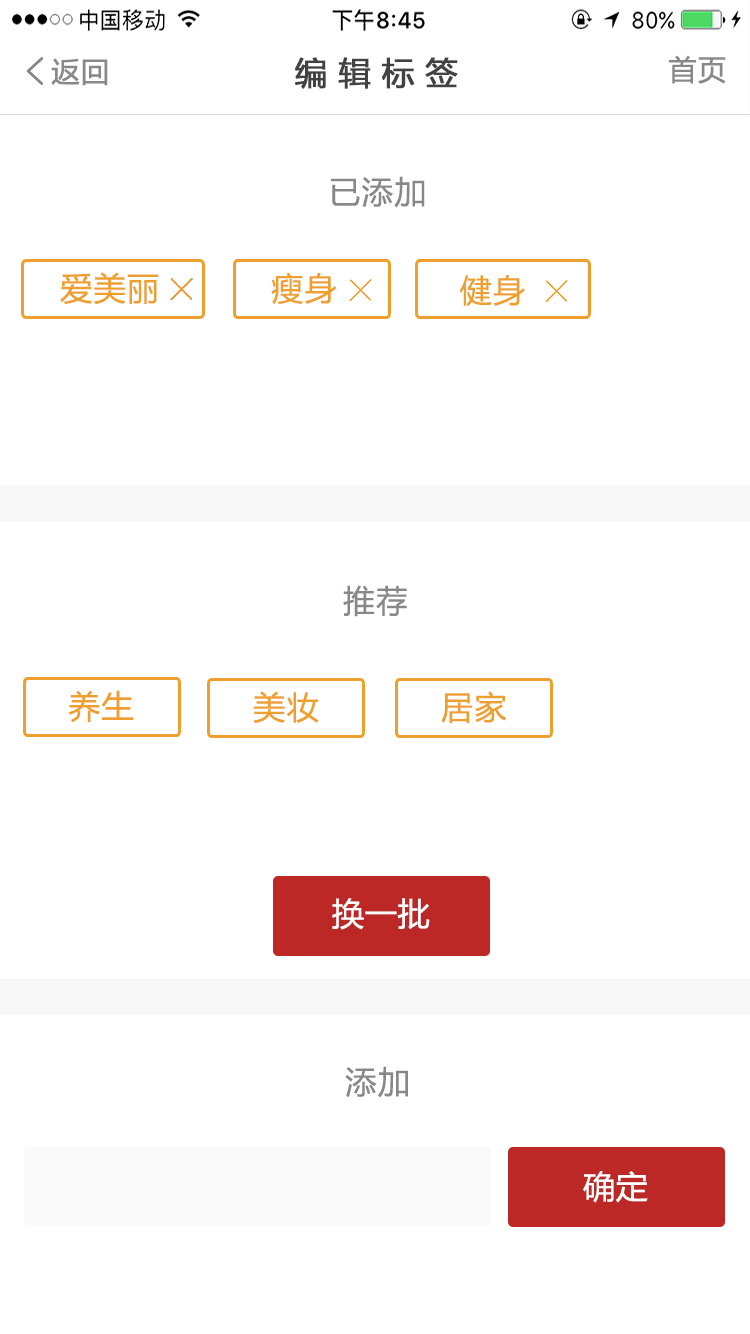 中国移动 下午8:45 80%
返回 编辑标签 首页
已添加
爱美丽 瘦身 健身
推荐
养生 美妆 居家
换一批
添加
确定